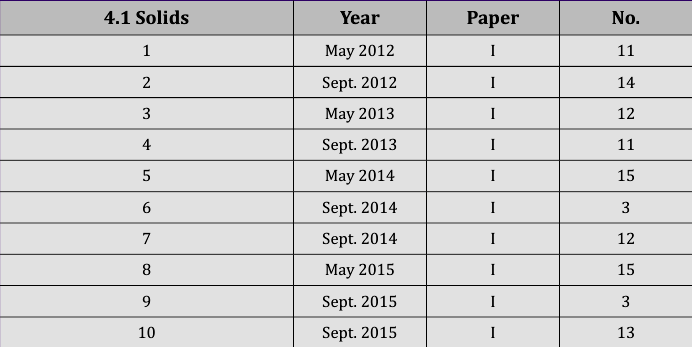 4.1 Solids Year Paper No.
1 May 2012 I 11
2 Sept. 2012 I 14
3 May 2013 I 12
4 Sept. 2013 I 11
5 May 2014 I 15
6 Sept. 2014 I 3
7 Sept. 2014 I 12
8 May 2015 I 15
9 Sept. 2015 I 3
10 Sept. 2015 I 13